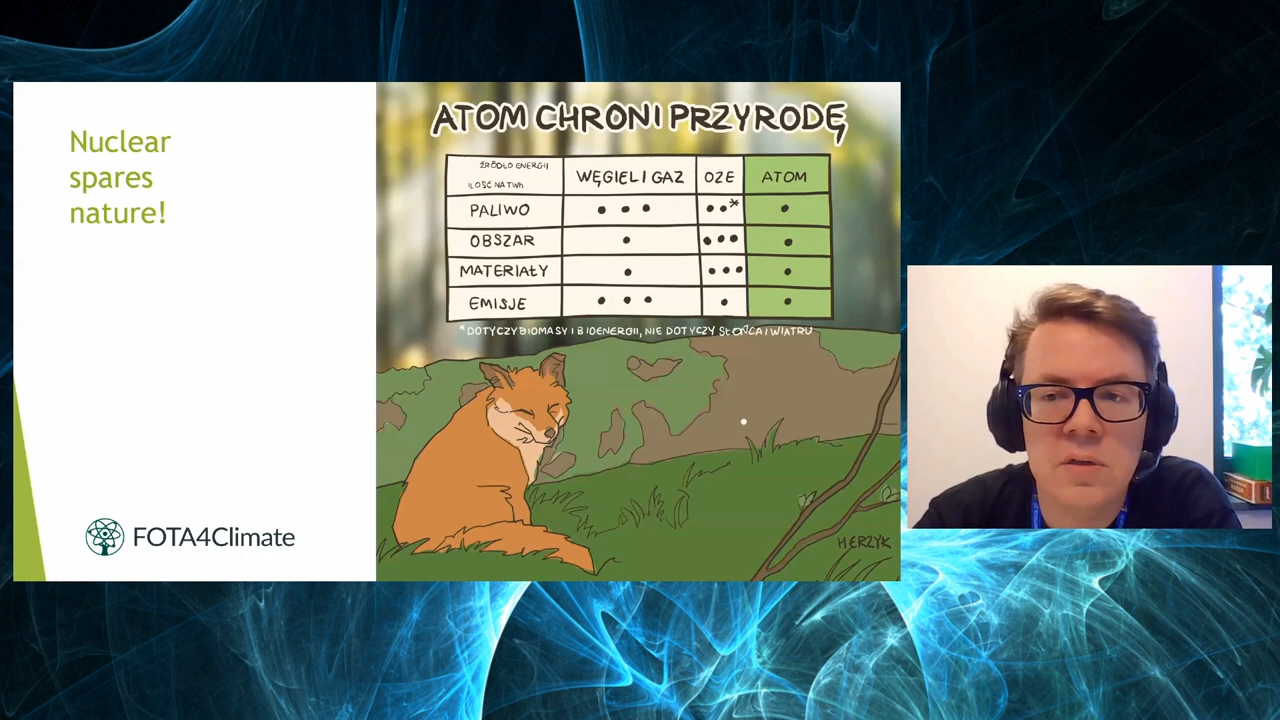 Nuclear
spares
nature!
FOTA4Climate
ATOM CHRONI PRZYRODĘ
ŹRÓDŁO ENERGII
ILOŚĆ NA TWh
WĘGIEL I GAZ
OZE
ATOM
PALIWO
*
OBSZAR
MATERIAŁY
EMISJE
*DOTYCZY BIOMASY I BIOENERGII, NIE DOTYCZY SŁOŃCA I WIATRU
MERZYK